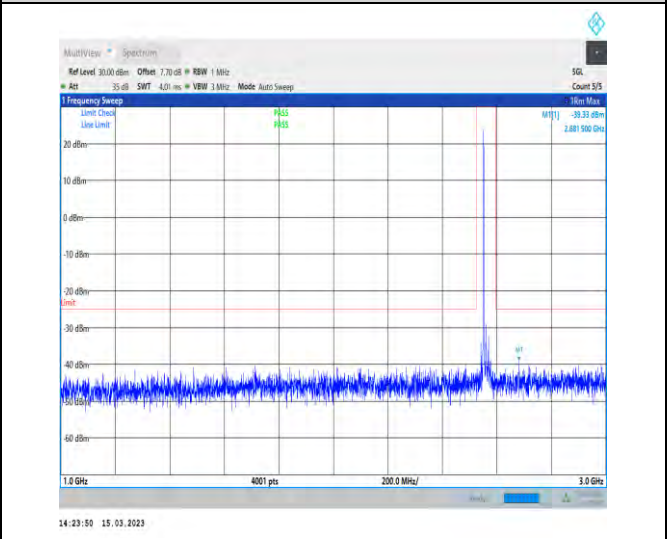 MultiView Spectrum
Ref Level 30.00 dBm Offset 7.70 dB RBW 1 MHz SGL
Att 35 dB SWT 4.01 ms VBW 3 MHz Mode Auto Sweep Count 5/5
1 Frequency Sweep 1Rm Max
Limit Check PASS M1[1] -39.33 dBm
Line Limit PASS 2.681 500 GHz
20 dBm
10 dBm
0 dBm
-10 dBm
-20 dBm
Limit
-30 dBm
-40 dBm
M1
-50 dBm
-60 dBm
1.0 GHz 4001 pts 200.0 MHz/ 3.0 GHz
Ready
14:23:50 15.03.2023